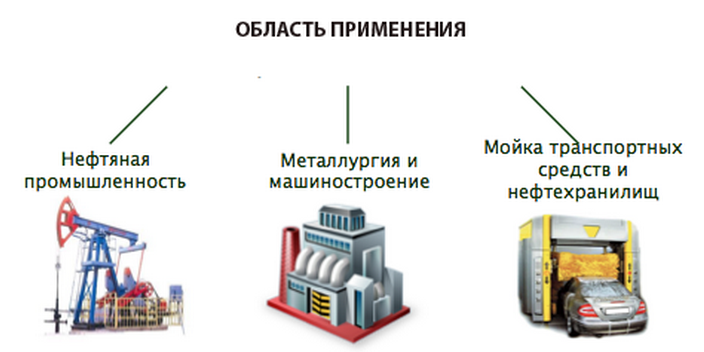 ОБЛАСТЬ ПРИМЕНЕНИЯ
Нефтяная
промышленность
Металлургия и
машиностроение
Мойка транспортных
средств и
нефтехранилищ